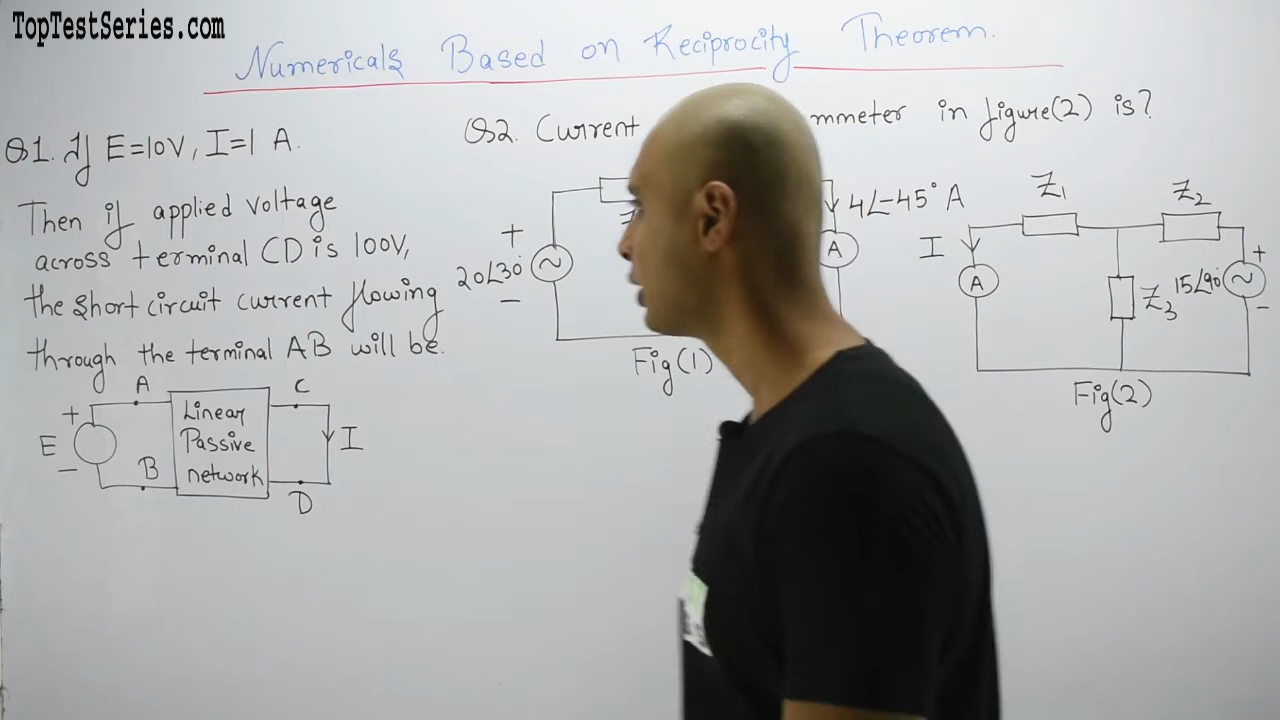 TopTestSeries.com
Numericals Based on Reciprocity Theorem.
Q1. If E=10V, I=1 A.
Then if applied voltage
across terminal CD is 100V,
the short circuit current flowing
through the terminal AB will be.
A
C
+
E
-
Linear
Passive
network
I
B
D
Q2. Current mmeter in figure(2) is?
+
20∠30°
-
4∠-45° A
A
Fig(1)
Z1
Z2
I
A
Z3
15∠90°
+
-
Fig(2)